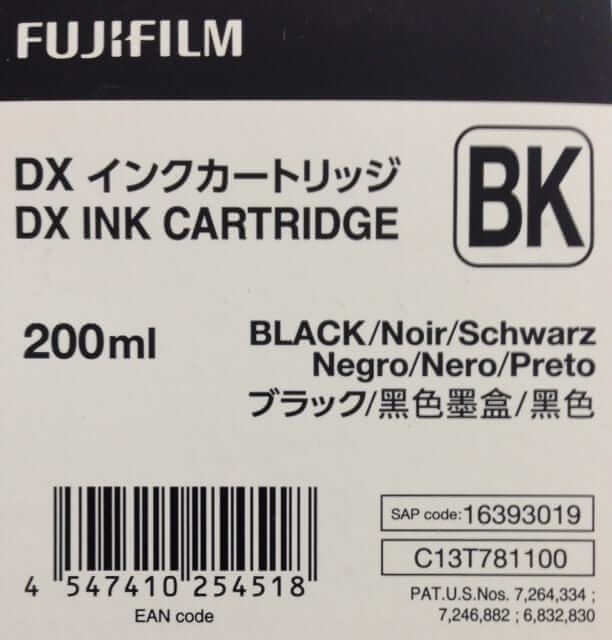 FUJIFILM
DX インクカートリッジ
DX INK CARTRIDGE
BK
200ml
BLACK/Noir/Schwarz
Negro/Nero/Preto
ブラック/黑色墨盒/黑色
SAP code: 16393019
C13T781100
4 547410 254518
EAN code
PAT.U.S.Nos. 7,264,334 ;
7,246,882 ; 6,832,830